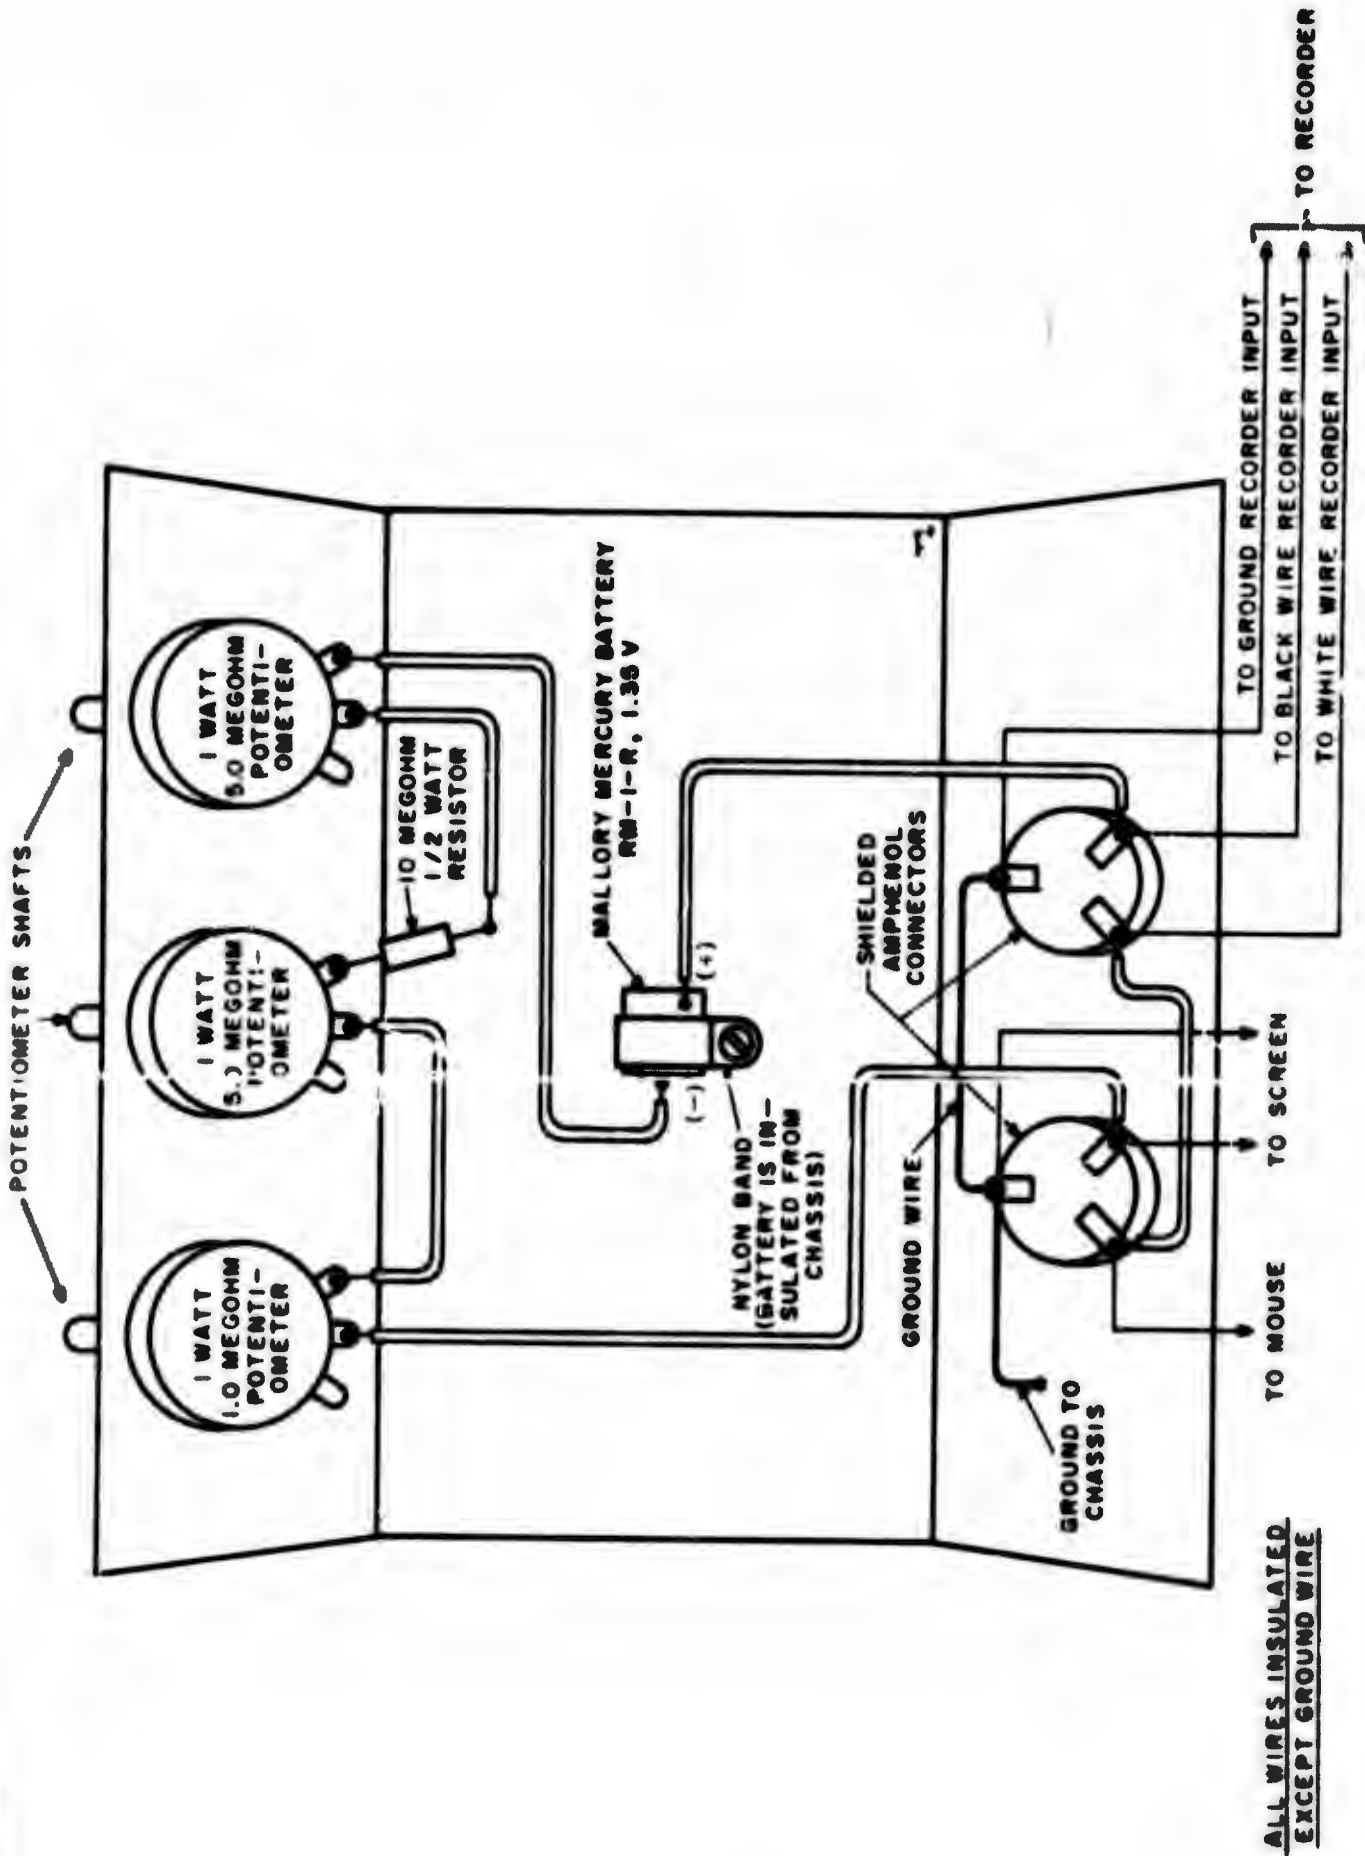 POTENTIOMETER SHAFTS
1 WATT
1.0 MEGOHM
POTENTI-
OMETER
1 WATT
5.) MEGOHM
POTENTI-
OMETER
1 WATT
5.0 MEGOHM
POTENTI-
OMETER
10 MEGOHM
1/2 WATT
RESISTOR
MALLORY MERCURY BATTERY
RM-1-R, 1.35 V
(-)
(+)
NYLON BAND
(BATTERY IS IN-
SULATED FROM
CHASSIS)
SHIELDED
AMPHENOL
CONNECTORS
GROUND WIRE
GROUND TO
CHASSIS
TO MOUSE
TO SCREEN
TO GROUND RECORDER INPUT
TO BLACK WIRE RECORDER INPUT
TO WHITE WIRE RECORDER INPUT
TO RECORDER
ALL WIRES INSULATED
EXCEPT GROUND WIRE